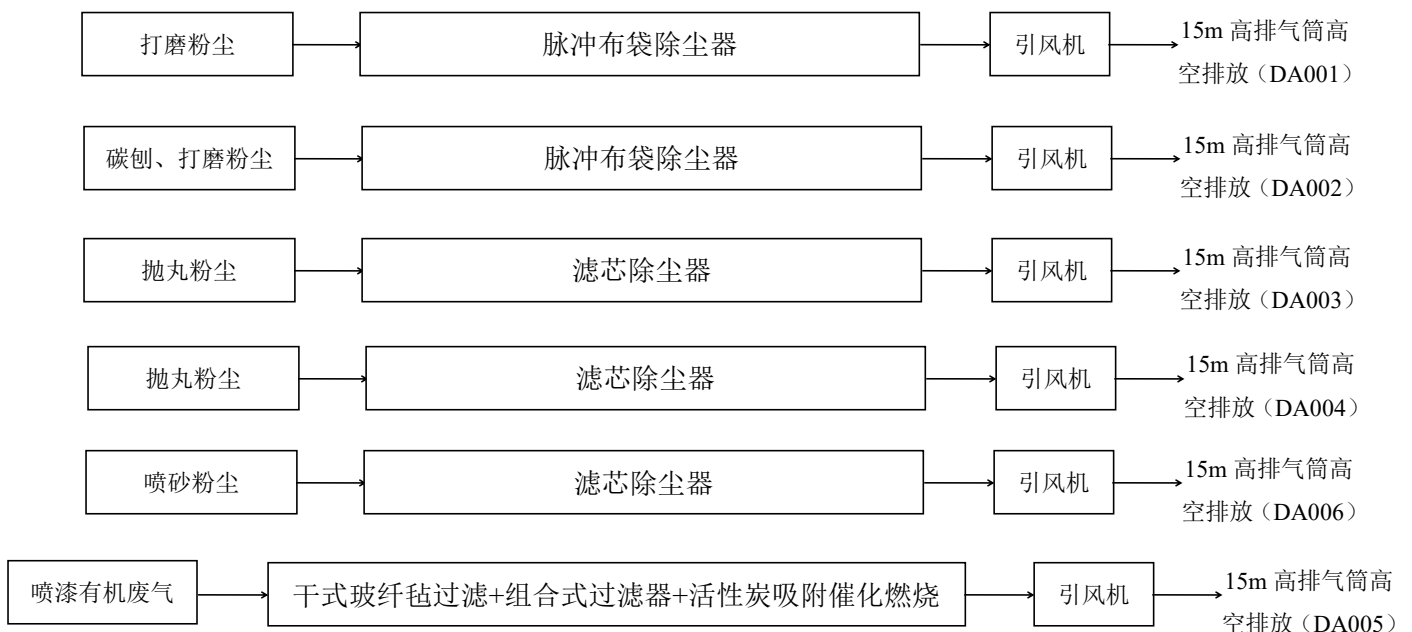 打磨粉尘
脉冲布袋除尘器
引风机
15m 高排气筒高
空排放（DA001）
碳刨、打磨粉尘
脉冲布袋除尘器
引风机
15m 高排气筒高
空排放（DA002）
抛丸粉尘
滤芯除尘器
引风机
15m 高排气筒高
空排放（DA003）
抛丸粉尘
滤芯除尘器
引风机
15m 高排气筒高
空排放（DA004）
喷砂粉尘
滤芯除尘器
引风机
15m 高排气筒高
空排放（DA006）
喷漆有机废气
干式玻纤毡过滤+组合式过滤器+活性炭吸附催化燃烧
引风机
15m 高排气筒高
空排放（DA005）